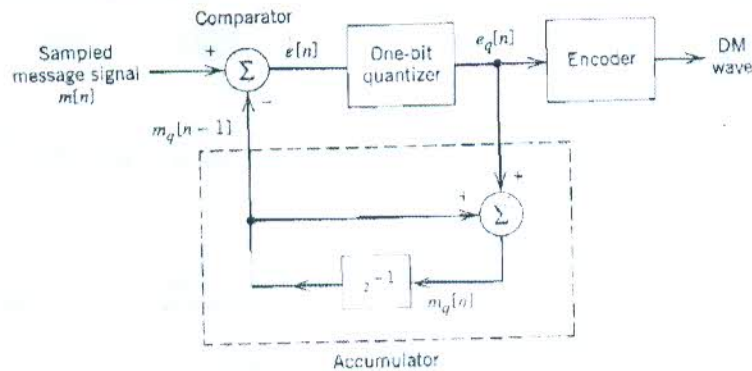 Comparator
Sampled
message signal
m[n]
+
Σ
−
e[n]
One-bit
quantizer
e_q[n]
Encoder
DM
wave
m_q[n − 1]
+
+
Σ
z⁻¹
m_q[n]
Accumulator